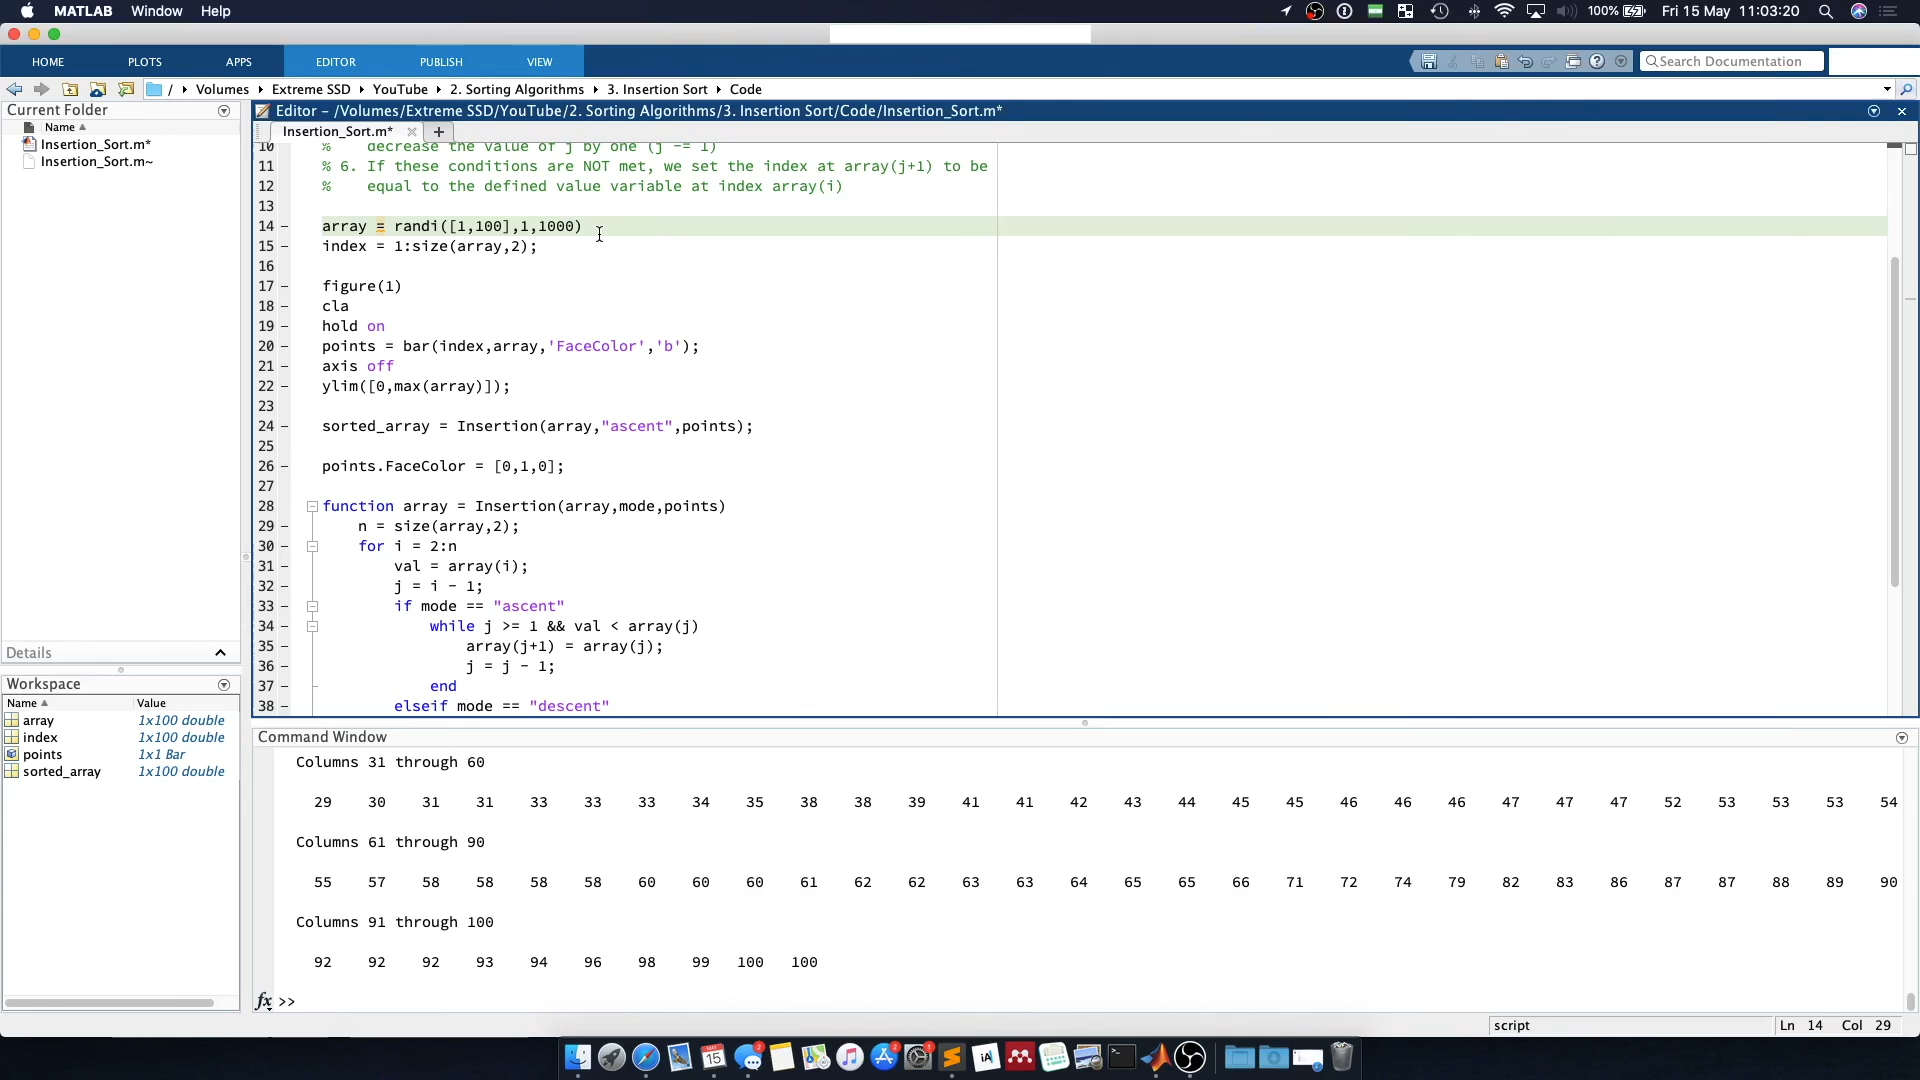 MATLAB Window Help
100% Fri 15 May 11:03:20
HOME PLOTS APPS EDITOR PUBLISH VIEW
Search Documentation
/ Volumes Extreme SSD YouTube 2. Sorting Algorithms 3. Insertion Sort Code
Current Folder
Name
Insertion_Sort.m*
Insertion_Sort.m~
Details
Workspace
Name Value
array 1x100 double
index 1x100 double
points 1x1 Bar
sorted_array 1x100 double
Editor - /Volumes/Extreme SSD/YouTube/2. Sorting Algorithms/3. Insertion Sort/Code/Insertion_Sort.m*
Insertion_Sort.m*
10 % decrease the value of j by one (j -= 1)
11 % 6. If these conditions are NOT met, we set the index at array(j+1) to be
12 % equal to the defined value variable at index array(i)
13
14 - array = randi([1,100],1,1000)
15 - index = 1:size(array,2);
16
17 - figure(1)
18 - cla
19 - hold on
20 - points = bar(index,array,'FaceColor','b');
21 - axis off
22 - ylim([0,max(array)]);
23
24 - sorted_array = Insertion(array,"ascent",points);
25
26 - points.FaceColor = [0,1,0];
27
28 function array = Insertion(array,mode,points)
29 - n = size(array,2);
30 - for i = 2:n
31 - val = array(i);
32 - j = i - 1;
33 - if mode == "ascent"
34 - while j >= 1 && val < array(j)
35 - array(j+1) = array(j);
36 - j = j - 1;
37 - end
38 - elseif mode == "descent"
Command Window
Columns 31 through 60
29 30 31 31 33 33 33 34 35 38 38 39 41 41 42 43 44 45 45 46 46 46 47 47 47 52 53 53 53 54
Columns 61 through 90
55 57 58 58 58 58 60 60 60 61 62 62 63 63 64 65 65 66 71 72 74 79 82 83 86 87 87 88 89 90
Columns 91 through 100
92 92 92 93 94 96 98 99 100 100
fx >>
script Ln 14 Col 29